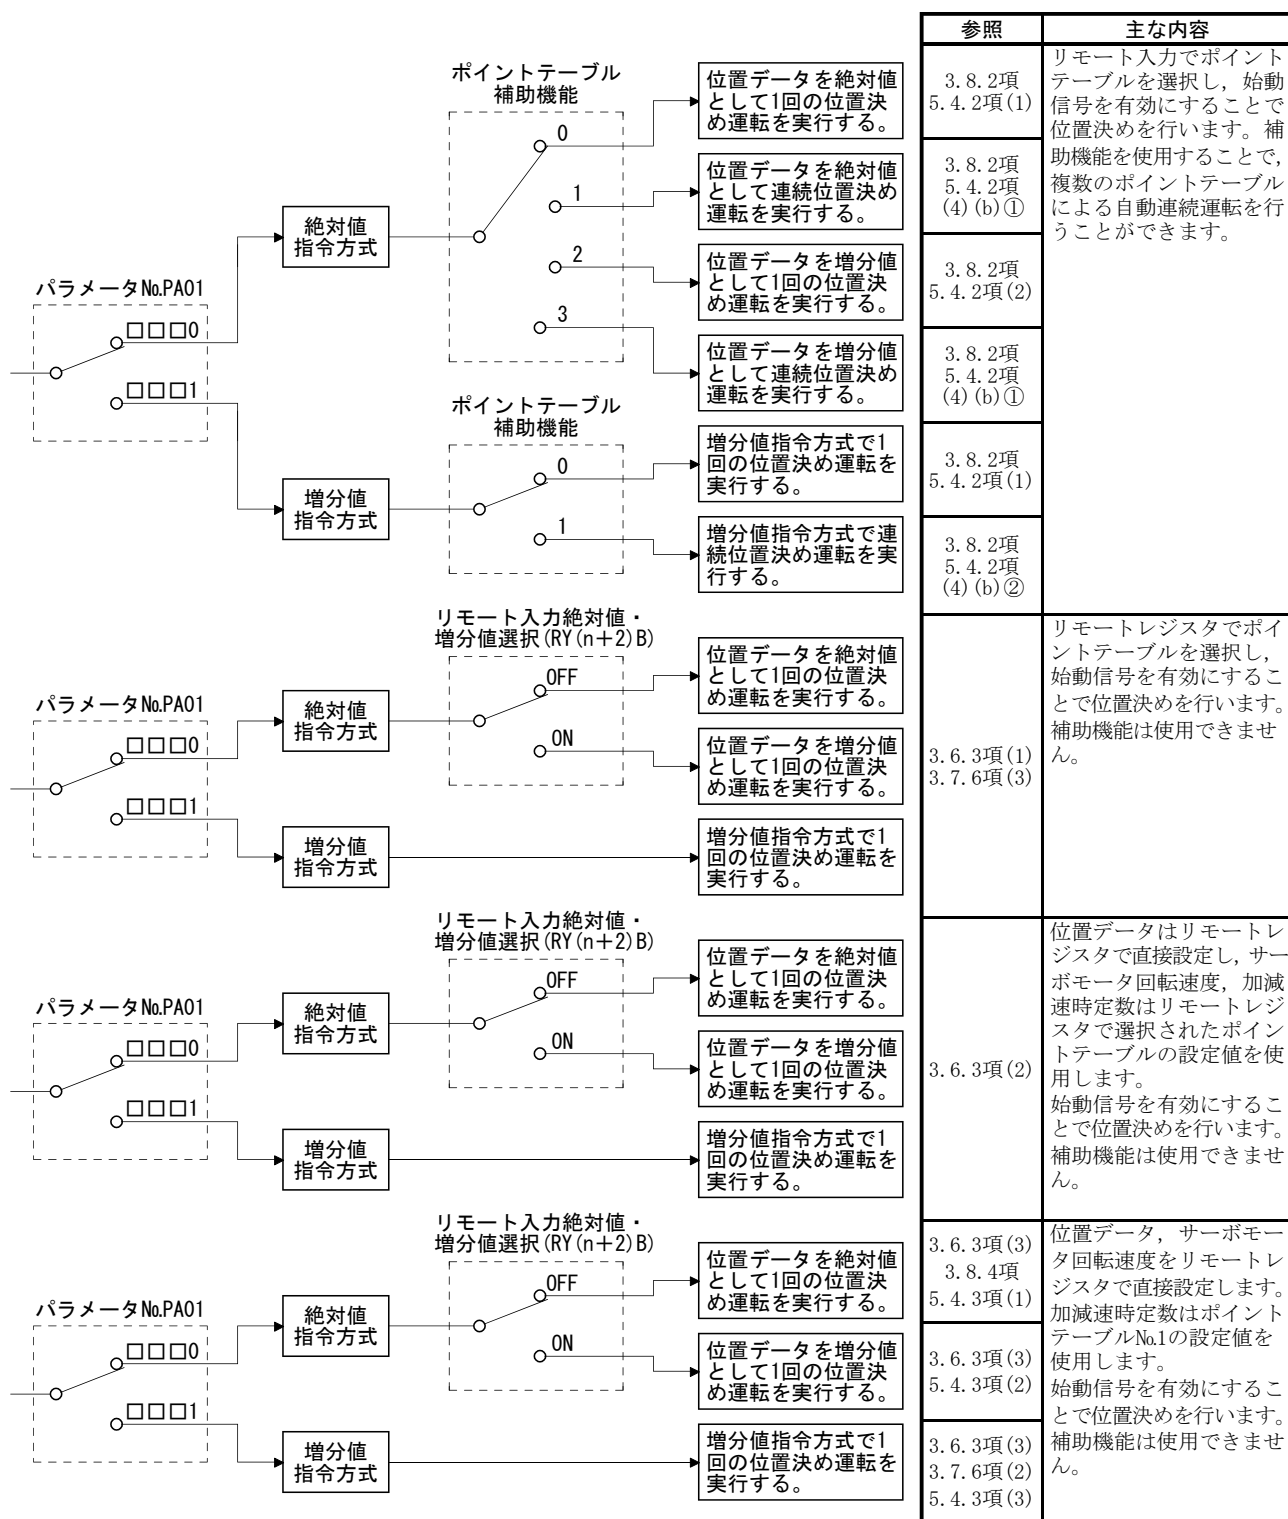 参照
主な内容
パラメータ№PA01
□□□0
□□□1
絶対値
指令方式
増分値
指令方式
ポイントテーブル
補助機能
0
1
2
3
ポイントテーブル
補助機能
0
1
位置データを絶対値
として1回の位置決
め運転を実行する。
位置データを絶対値
として連続位置決め
運転を実行する。
位置データを増分値
として1回の位置決
め運転を実行する。
位置データを増分値
として連続位置決め
運転を実行する。
増分値指令方式で1
回の位置決め運転を
実行する。
増分値指令方式で連
続位置決め運転を実
行する。
3.8.2項
5.4.2項(1)
3.8.2項
5.4.2項
(4)(b)①
3.8.2項
5.4.2項(2)
3.8.2項
5.4.2項
(4)(b)①
3.8.2項
5.4.2項(1)
3.8.2項
5.4.2項
(4)(b)②
リモート入力でポイント
テーブルを選択し，始動
信号を有効にすることで
位置決めを行います。補
助機能を使用することで，
複数のポイントテーブル
による自動連続運転を行
うことができます。
パラメータ№PA01
□□□0
□□□1
絶対値
指令方式
増分値
指令方式
リモート入力絶対値・
増分値選択(RY(n＋2)B)
OFF
ON
位置データを絶対値
として1回の位置決
め運転を実行する。
位置データを増分値
として1回の位置決
め運転を実行する。
増分値指令方式で1
回の位置決め運転を
実行する。
3.6.3項(1)
3.7.6項(3)
リモートレジスタでポイ
ントテーブルを選択し，
始動信号を有効にするこ
とで位置決めを行います。
補助機能は使用できませ
ん。
パラメータ№PA01
□□□0
□□□1
絶対値
指令方式
増分値
指令方式
リモート入力絶対値・
増分値選択(RY(n＋2)B)
OFF
ON
位置データを絶対値
として1回の位置決
め運転を実行する。
位置データを増分値
として1回の位置決
め運転を実行する。
増分値指令方式で1
回の位置決め運転を
実行する。
3.6.3項(2)
位置データはリモートレ
ジスタで直接設定し，サー
ボモータ回転速度，加減
速時定数はリモートレジ
スタで選択されたポイン
トテーブルの設定値を使
用します。
始動信号を有効にするこ
とで位置決めを行います。
補助機能は使用できませ
ん。
パラメータ№PA01
□□□0
□□□1
絶対値
指令方式
増分値
指令方式
リモート入力絶対値・
増分値選択(RY(n＋2)B)
OFF
ON
位置データを絶対値
として1回の位置決
め運転を実行する。
位置データを増分値
として1回の位置決
め運転を実行する。
増分値指令方式で1
回の位置決め運転を
実行する。
3.6.3項(3)
3.8.4項
5.4.3項(1)
3.6.3項(3)
5.4.3項(2)
3.6.3項(3)
3.7.6項(2)
5.4.3項(3)
位置データ，サーボモー
タ回転速度をリモートレ
ジスタで直接設定します。
加減速時定数はポイント
テーブル№1の設定値を
使用します。
始動信号を有効にするこ
とで位置決めを行います。
補助機能は使用できませ
ん。